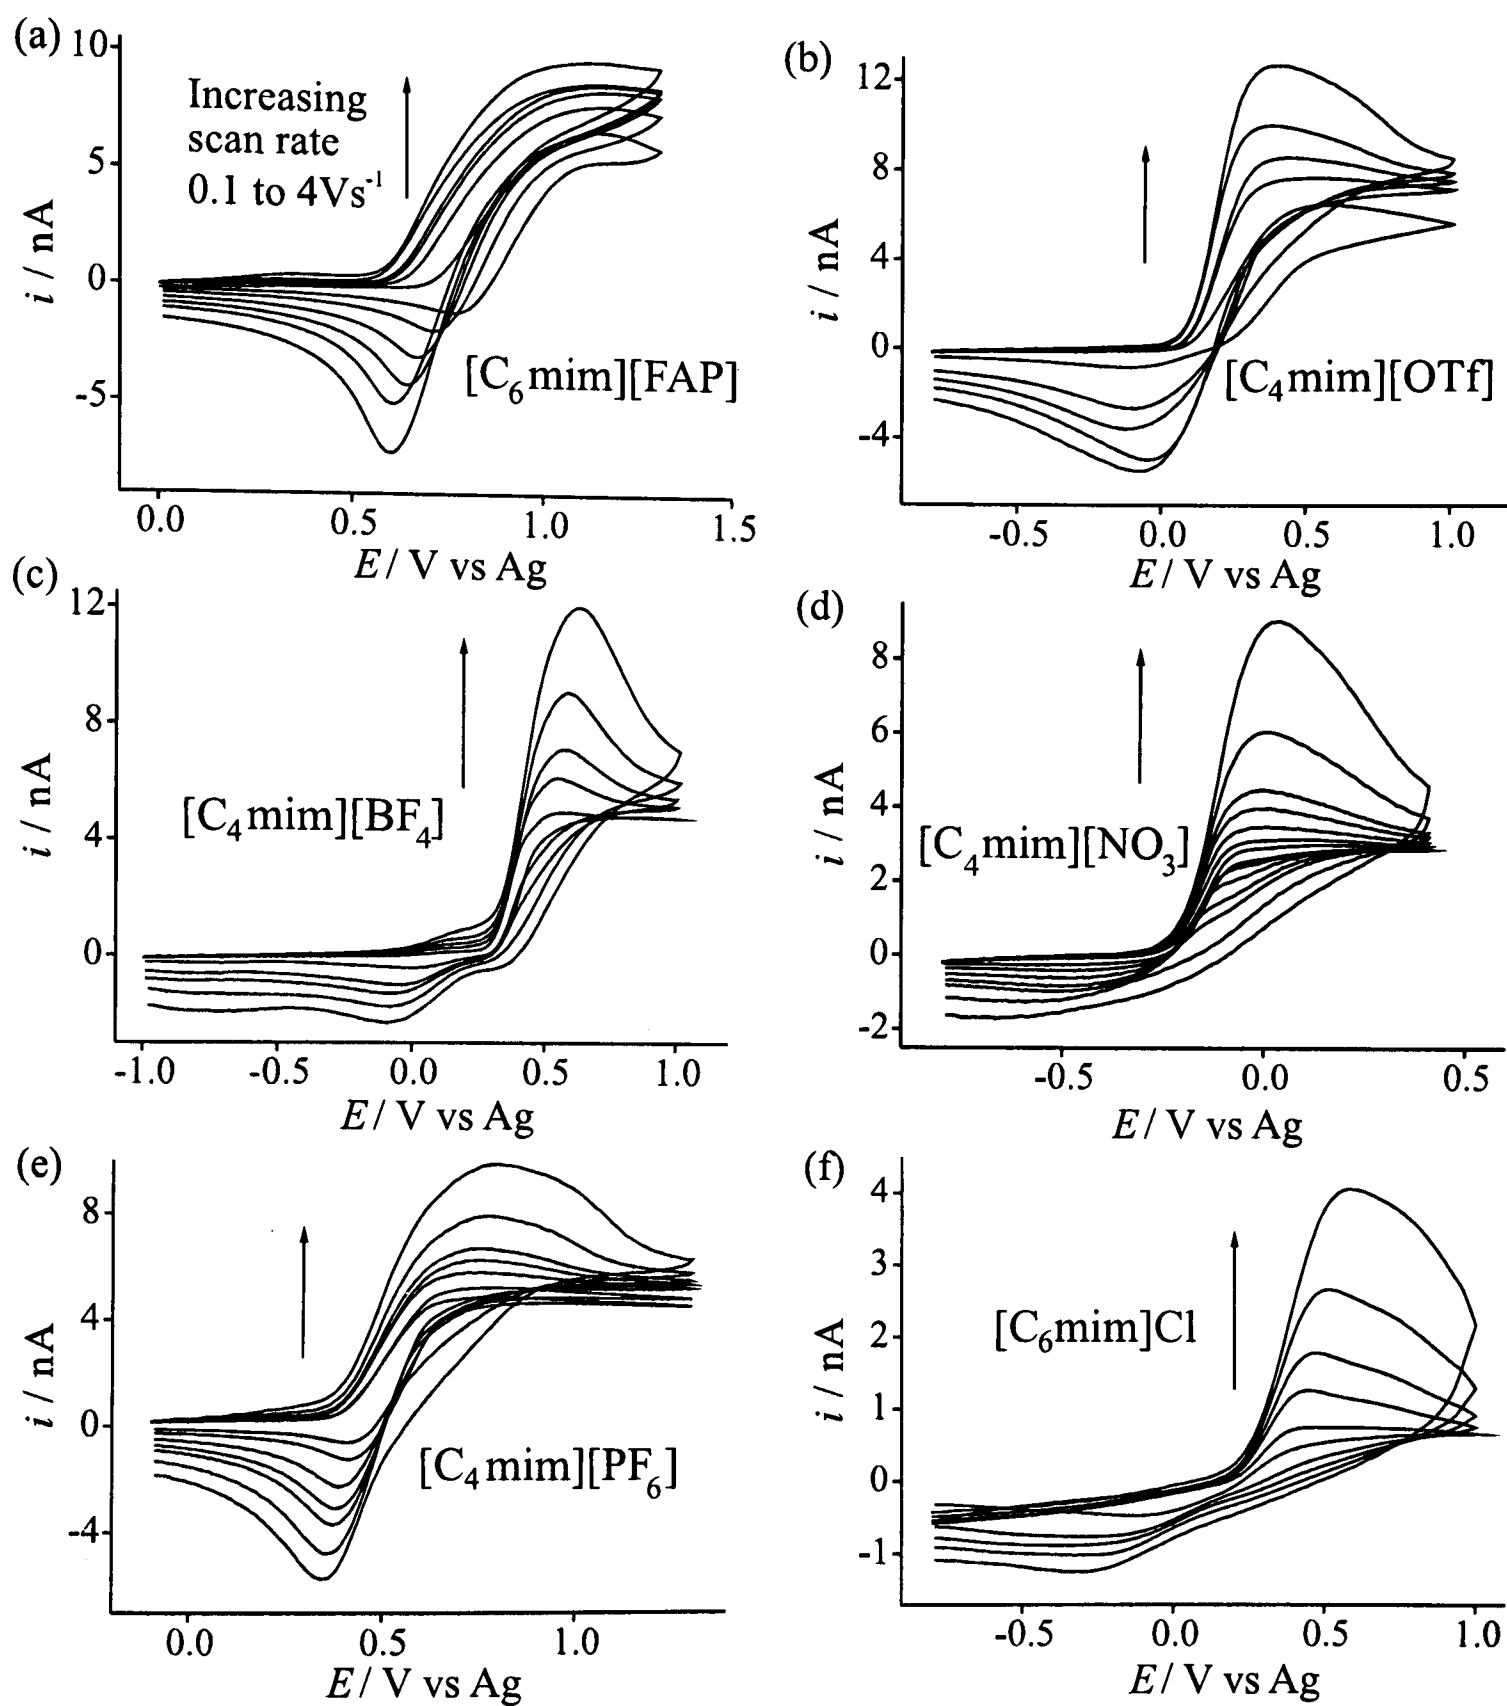 (a)
10
5
0
-5
i / nA
Increasing
scan rate
0.1 to 4Vs⁻¹
[C₆mim][FAP]
0.0 0.5 1.0 1.5
E / V vs Ag
(b)
12
8
4
0
-4
i / nA
[C₄mim][OTf]
-0.5 0.0 0.5 1.0
E / V vs Ag
(c)
12
8
4
0
i / nA
[C₄mim][BF₄]
-1.0 -0.5 0.0 0.5 1.0
E / V vs Ag
(d)
8
6
4
2
0
-2
i / nA
[C₄mim][NO₃]
-0.5 0.0 0.5
E / V vs Ag
(e)
8
4
0
-4
i / nA
[C₄mim][PF₆]
0.0 0.5 1.0
E / V vs Ag
(f)
4
3
2
1
0
-1
i / nA
[C₆mim]Cl
-0.5 0.0 0.5 1.0
E / V vs Ag